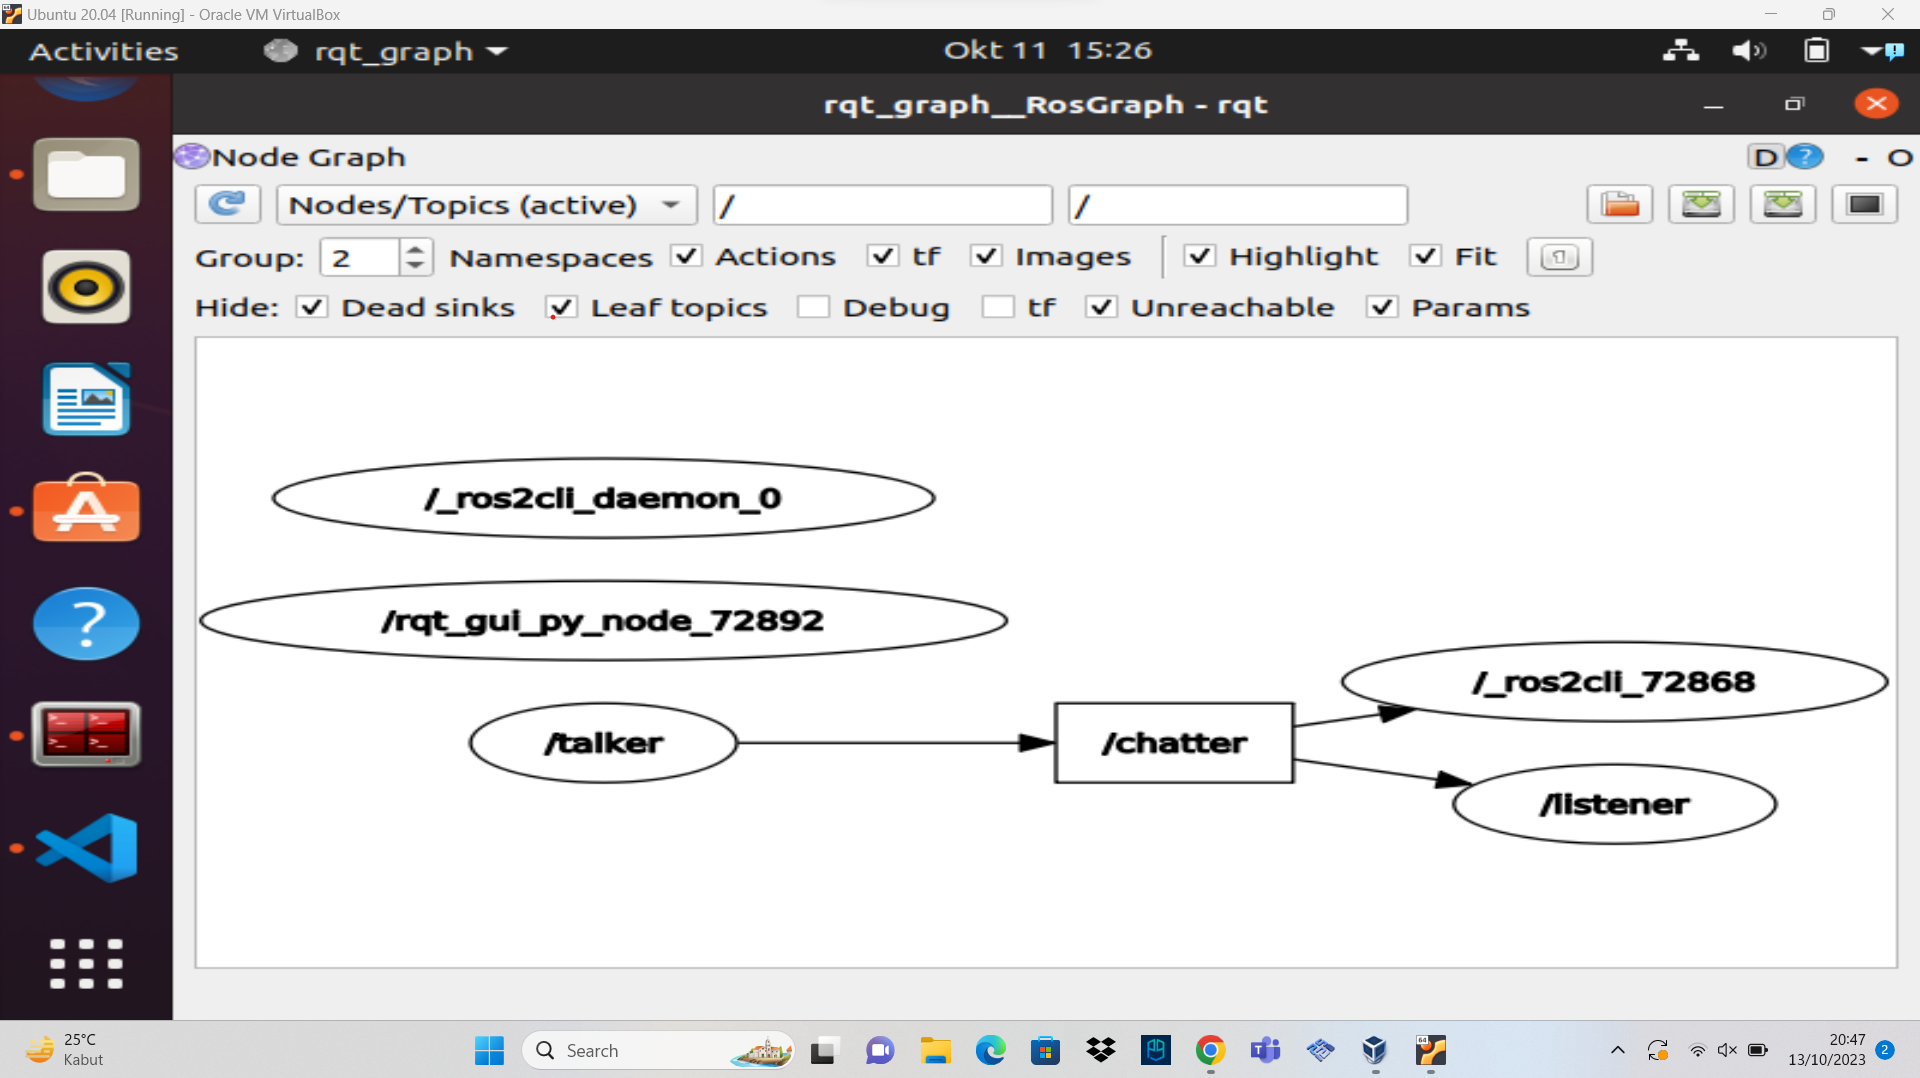 Ubuntu 20.04 [Running] - Oracle VM VirtualBox
Activities rqt_graph Okt 11 15:26
rqt_graph__RosGraph - rqt
Node Graph D ? - O
Nodes/Topics (active) / /
Group: 2 Namespaces Actions tf Images Highlight Fit
Hide: Dead sinks Leaf topics Debug tf Unreachable Params
/_ros2cli_daemon_0
/rqt_gui_py_node_72892
/_ros2cli_72868
/talker /chatter
/listener
25°C
Kabut
Search
20:47
13/10/2023 2